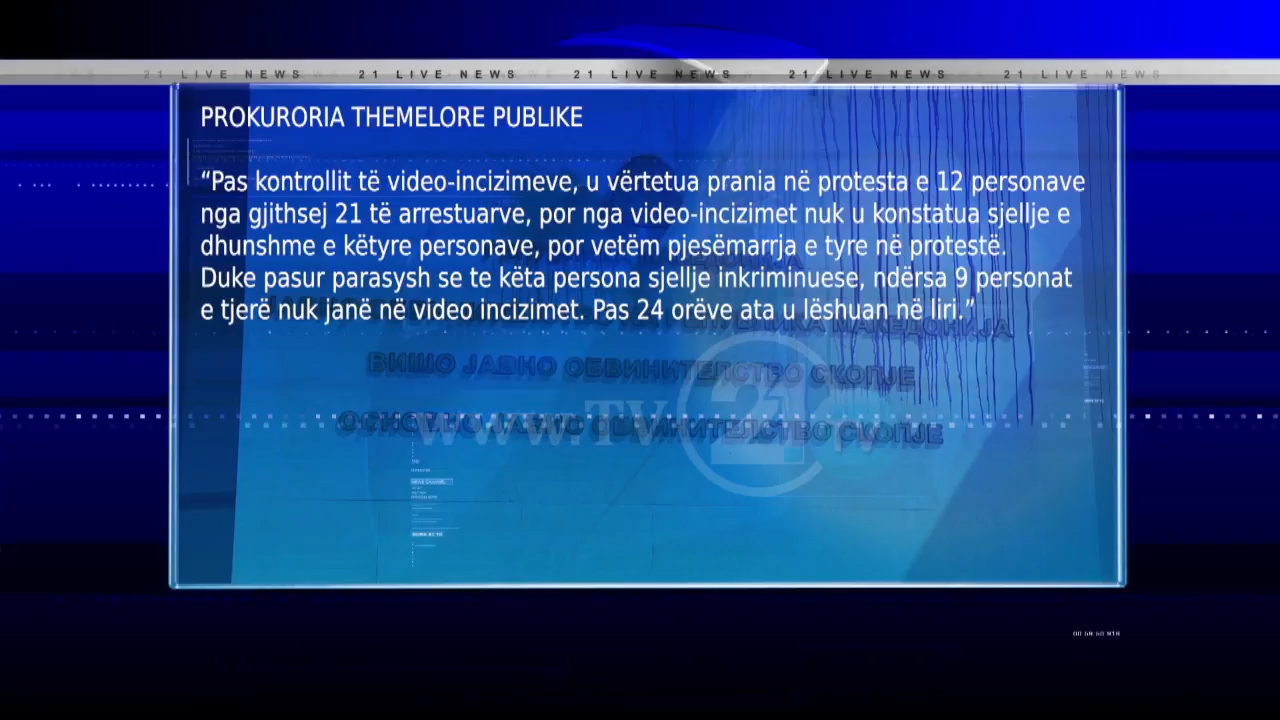 21 LIVE NEWS 21 LIVE NEWS 21 LIVE NEWS 21 LIVE NEWS 21 LIVE NEWS
PROKURORIA THEMELORE PUBLIKE
“Pas kontrollit të video-incizimeve, u vërtetua prania në protesta e 12 personave
nga gjithsej 21 të arrestuarve, por nga video-incizimet nuk u konstatua sjellje e
dhunshme e këtyre personave, por vetëm pjesëmarrja e tyre në protestë.
Duke pasur parasysh se te këta persona sjellje inkriminuese, ndërsa 9 personat
e tjerë nuk janë në video incizimet. Pas 24 orëve ata u lëshuan në liri.”
МАКЕДОНИЈА
ВИШО ЈАВНО ОБВИНИТЕЛСТВО СКОПЈЕ
ОСНОВНО ЈАВНО ОБВИНИТЕЛСТВО СКОПЈЕ
www.TV 21 TV